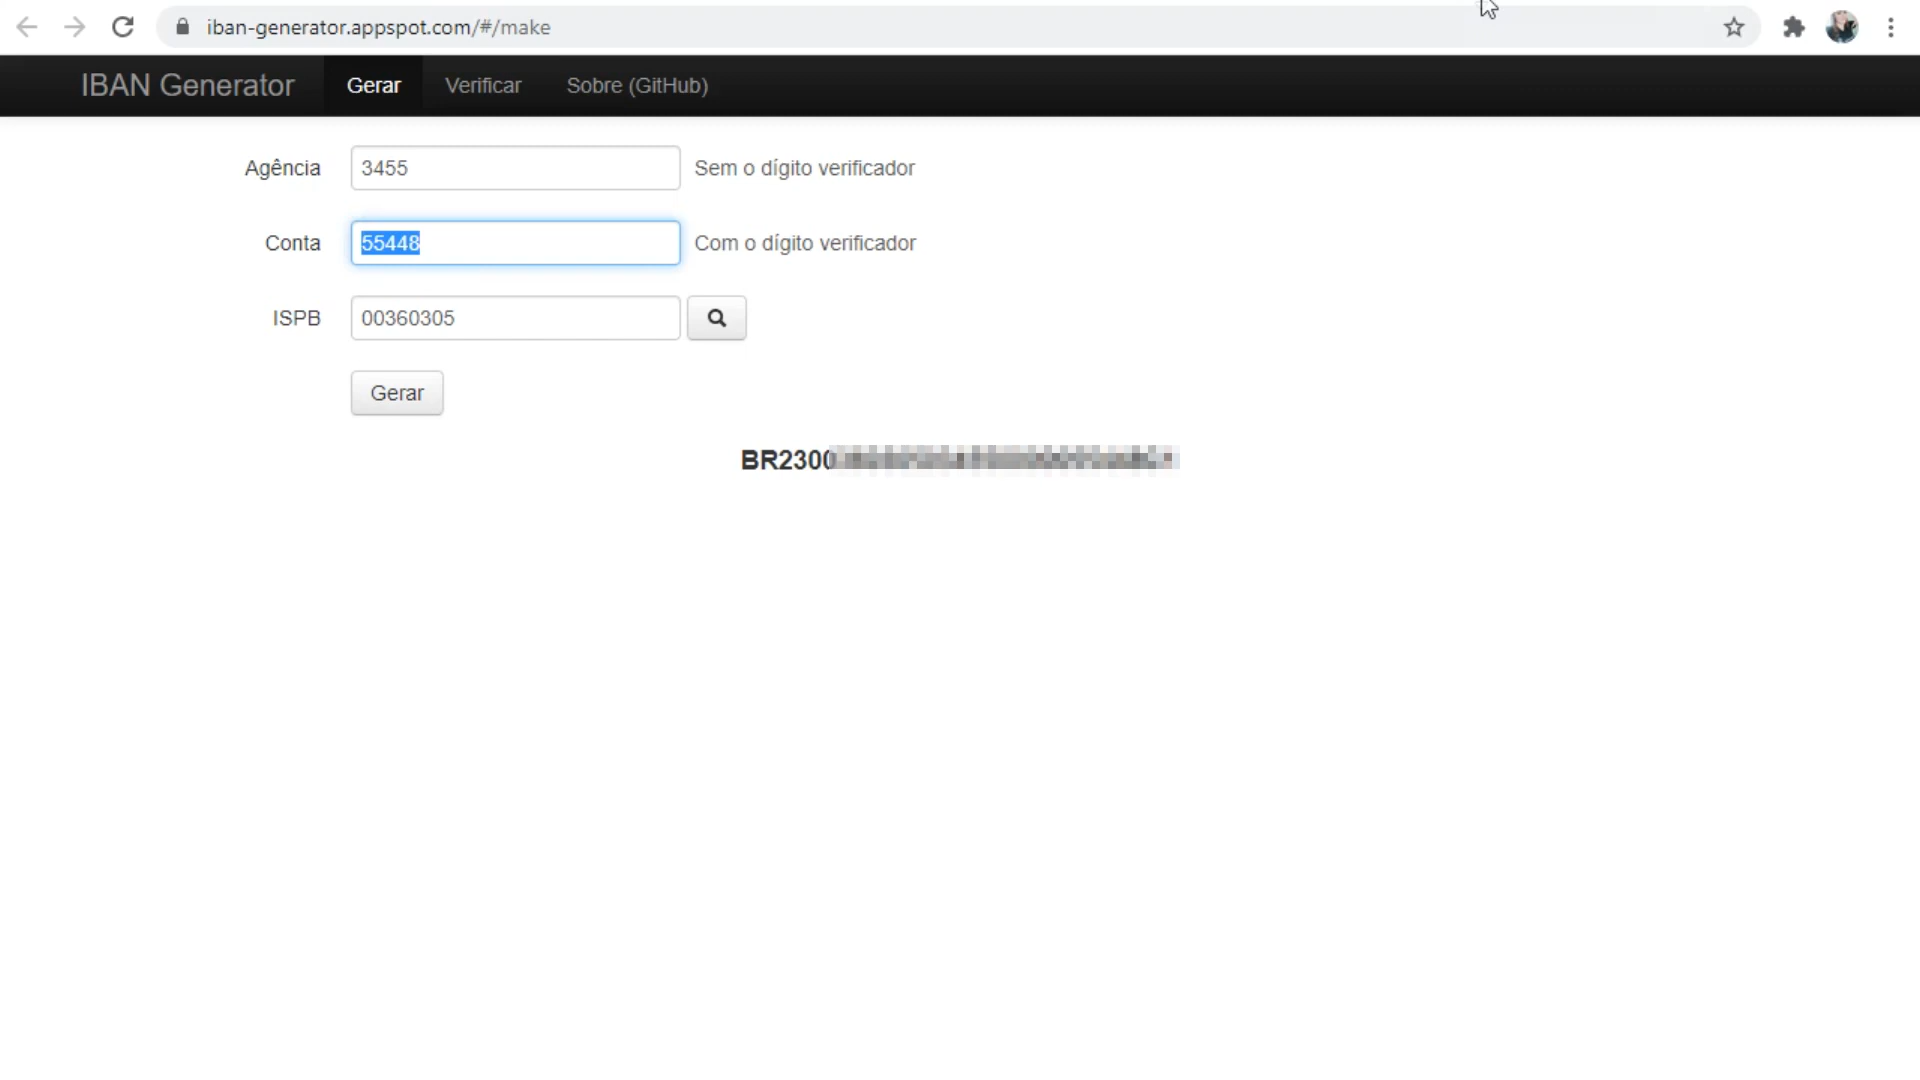 iban-generator.appspot.com/#/make
IBAN Generator Gerar Verificar Sobre (GitHub)
Agência 3455 Sem o dígito verificador
Conta 55448 Com o dígito verificador
ISPB 00360305
Gerar
BR2300